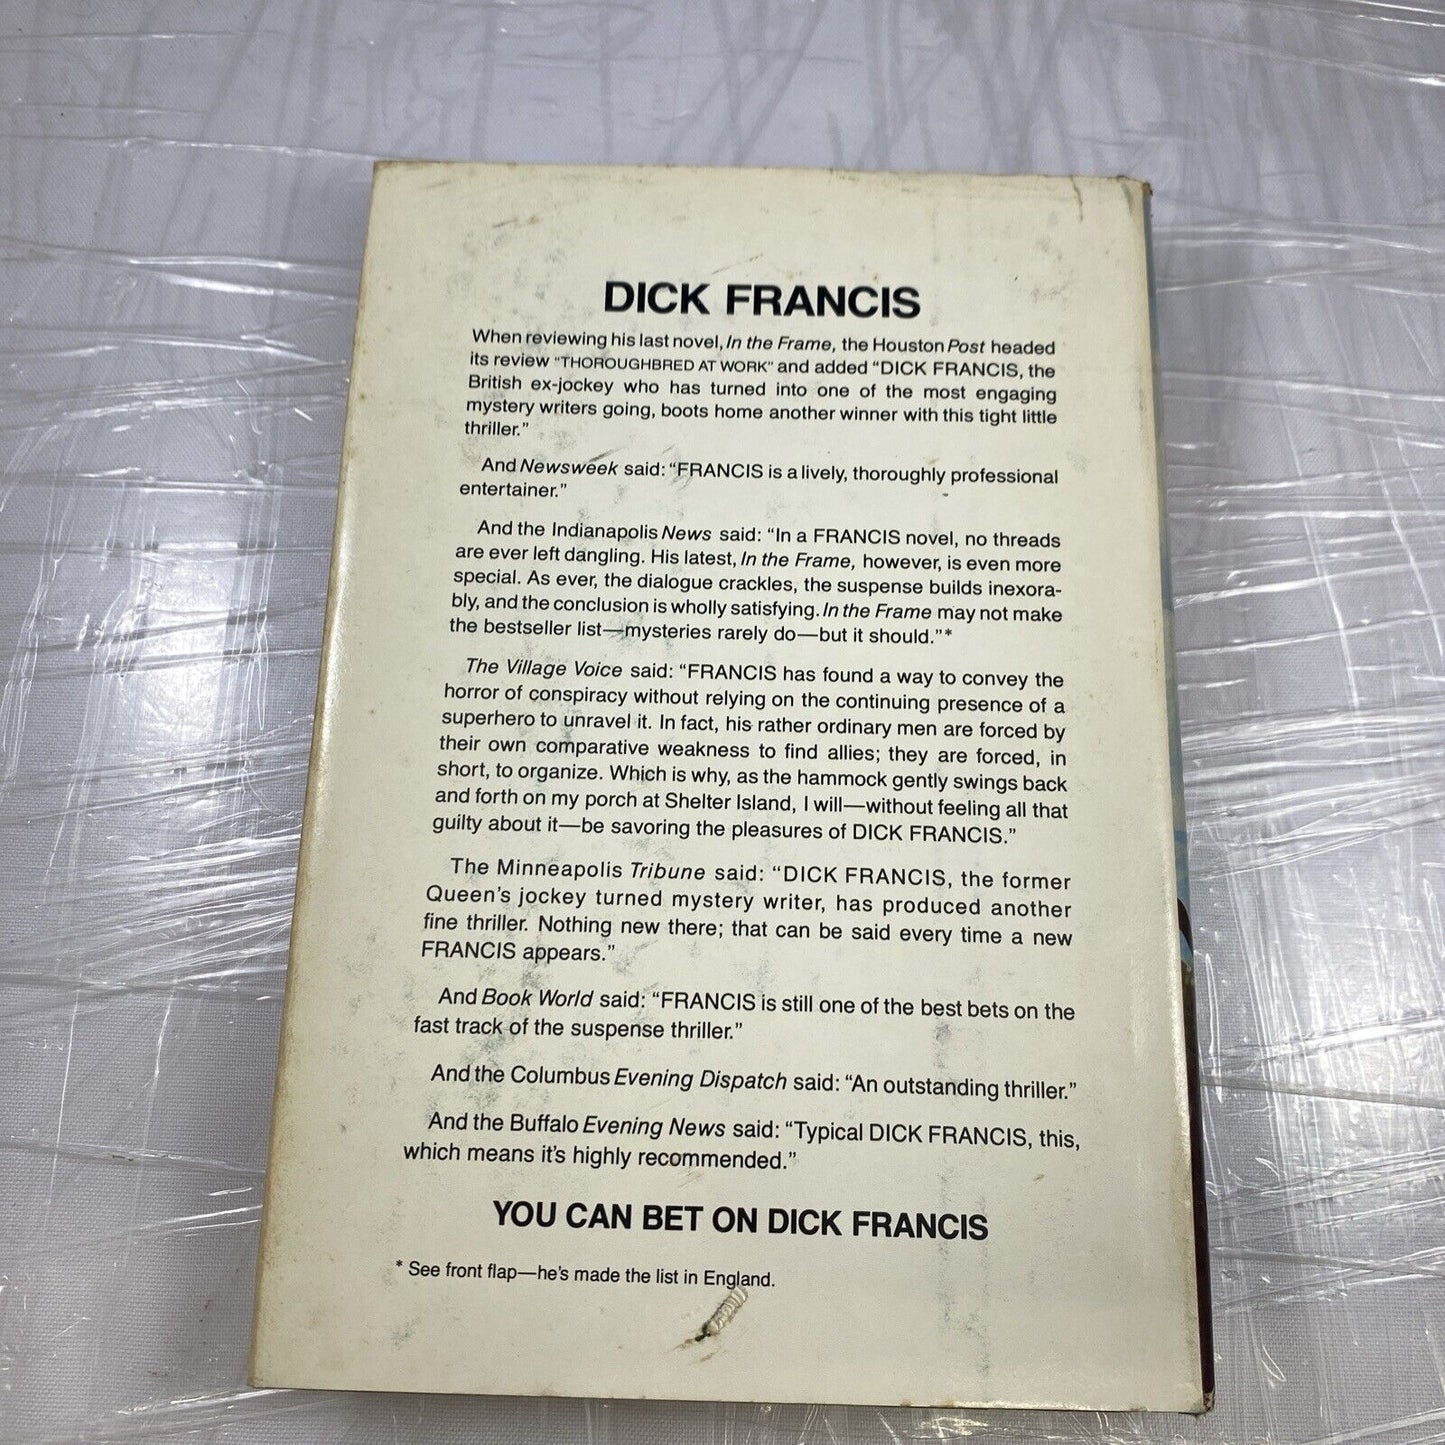 DICK FRANCIS
When reviewing his last novel, In the Frame, the Houston Post headed
its review "THOROUGHBRED AT WORK" and added "DICK FRANCIS, the
British ex-jockey who has turned into one of the most engaging
mystery writers going, boots home another winner with this tight little
thriller."
And Newsweek said: "FRANCIS is a lively, thoroughly professional
entertainer."
And the Indianapolis News said: "In a FRANCIS novel, no threads
are ever left dangling. His latest, In the Frame, however, is even more
special. As ever, the dialogue crackles, the suspense builds inexora-
bly, and the conclusion is wholly satisfying. In the Frame may not make
the bestseller list—mysteries rarely do—but it should."*
The Village Voice said: "FRANCIS has found a way to convey the
horror of conspiracy without relying on the continuing presence of a
superhero to unravel it. In fact, his rather ordinary men are forced by
their own comparative weakness to find allies; they are forced, in
short, to organize. Which is why, as the hammock gently swings back
and forth on my porch at Shelter Island, I will—without feeling all that
guilty about it—be savoring the pleasures of DICK FRANCIS."
The Minneapolis Tribune said: "DICK FRANCIS, the former
Queen's jockey turned mystery writer, has produced another
fine thriller. Nothing new there; that can be said every time a new
FRANCIS appears."
And Book World said: "FRANCIS is still one of the best bets on the
fast track of the suspense thriller."
And the Columbus Evening Dispatch said: "An outstanding thriller."
And the Buffalo Evening News said: "Typical DICK FRANCIS, this,
which means it's highly recommended."
YOU CAN BET ON DICK FRANCIS
* See front flap—he's made the list in England.